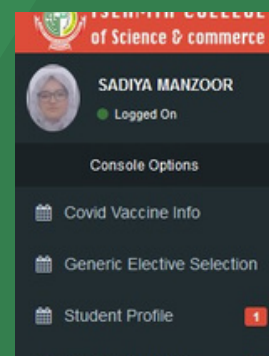 of Science & commerce
SADIYA MANZOOR
Logged On
Console Options
Covid Vaccine Info
Generic Elective Selection
Student Profile 1